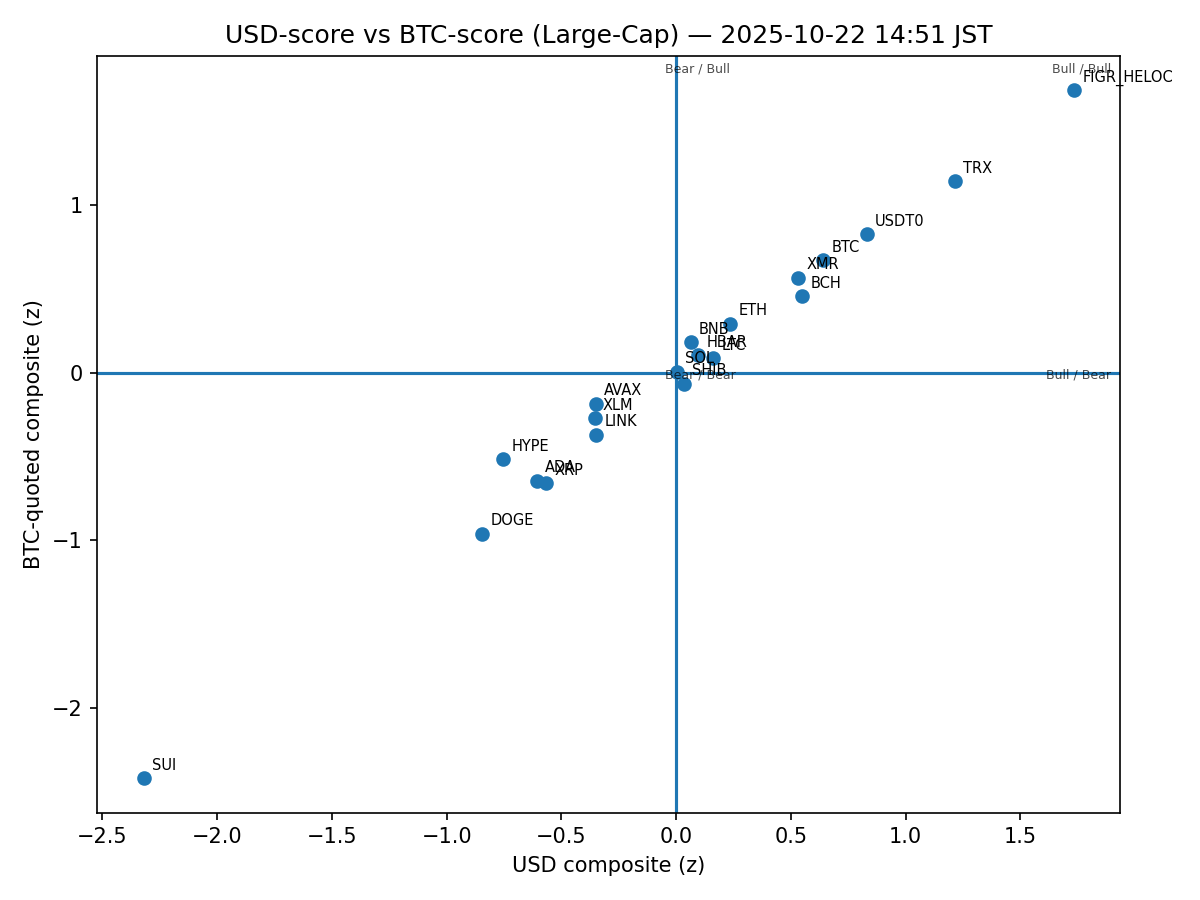 USD-score vs BTC-score (Large-Cap) — 2025-10-22 14:51 JST
Bear / Bull
Bull / Bull
FIGR_HELOC
TRX
1
USDT0
BTC
XMR
BCH
ETH
BNB
HBAR
LTC
SOL
SHIB
0
Bear / Bear
Bull / Bear
AVAX
XLM
LINK
HYPE
ADA
XRP
DOGE
−1
−2
SUI
BTC-quoted composite (z)
−2.5
−2.0
−1.5
−1.0
−0.5
0.0
0.5
1.0
1.5
USD composite (z)